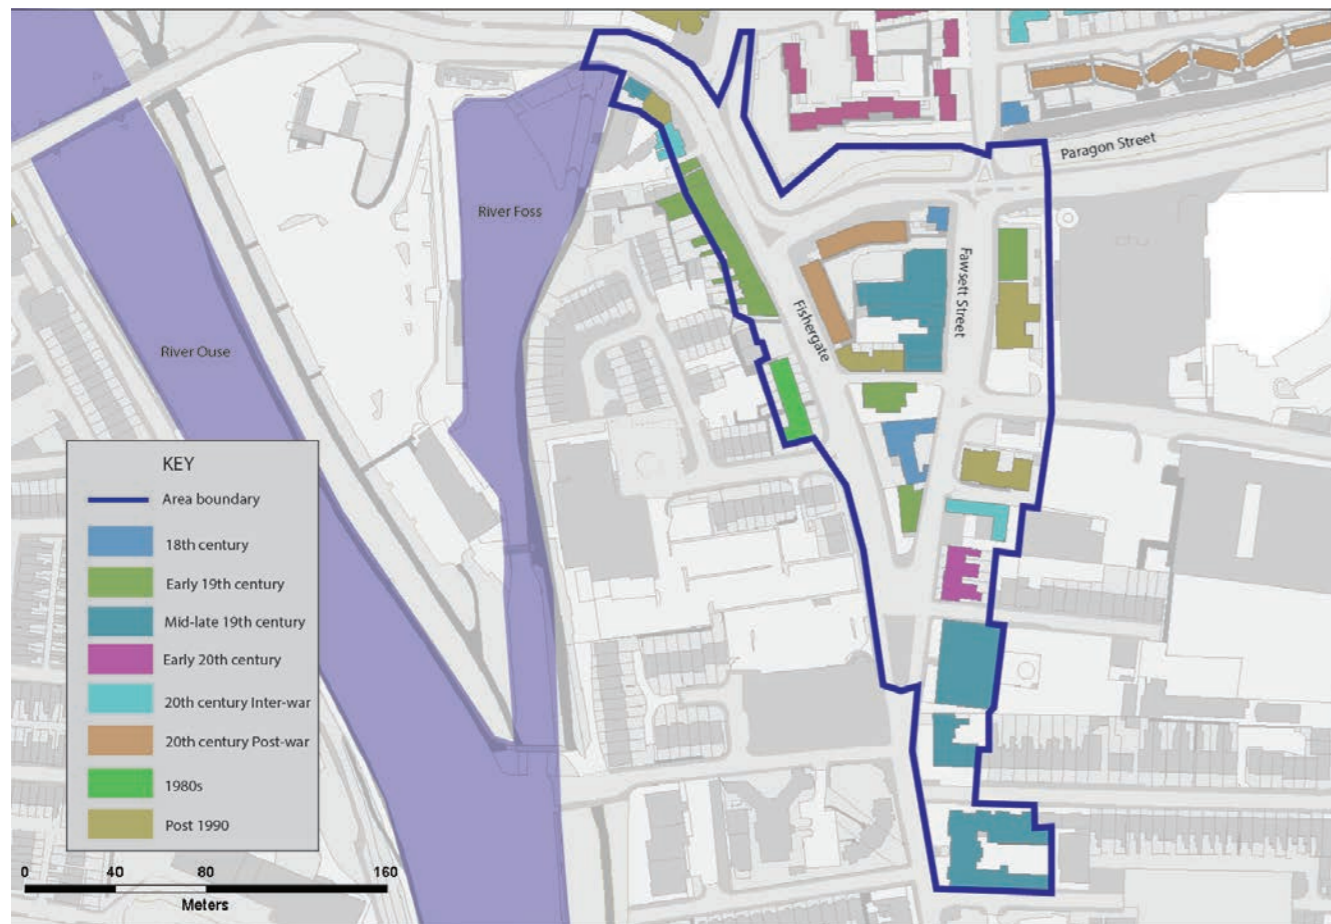 Paragon Street
River Foss
Fawsett Street
Fishergate
River Ouse
KEY
Area boundary
18th century
Early 19th century
Mid-late 19th century
Early 20th century
20th century Inter-war
20th century Post-war
1980s
Post 1990
0 40 80 160
Meters